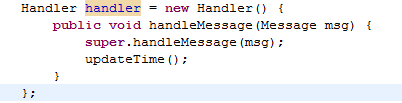 Handler handler = new Handler() {
    public void handleMessage(Message msg) {
        super.handleMessage(msg);
        updateTime();
    }
};